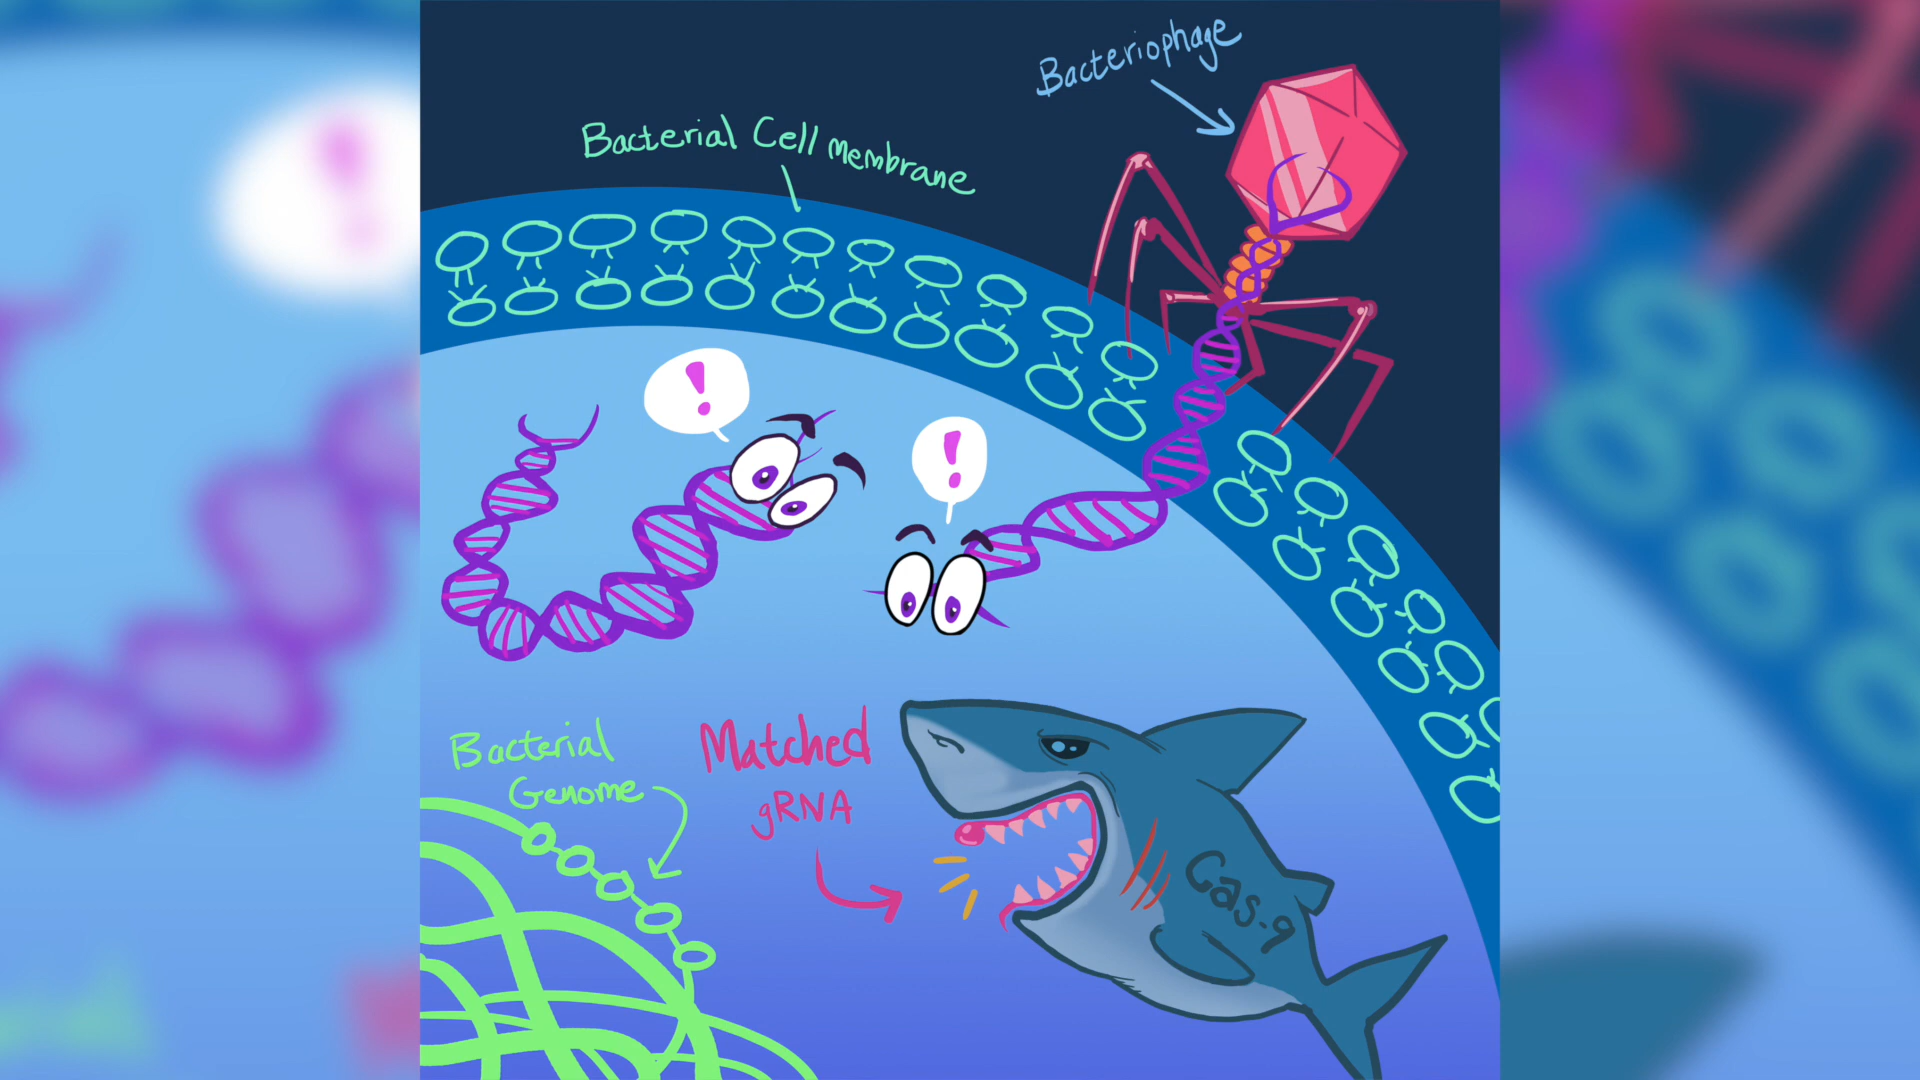 Bacteriophage
Bacterial Cell membrane
!
!
Bacterial
Genome
Matched
gRNA
Cas-9